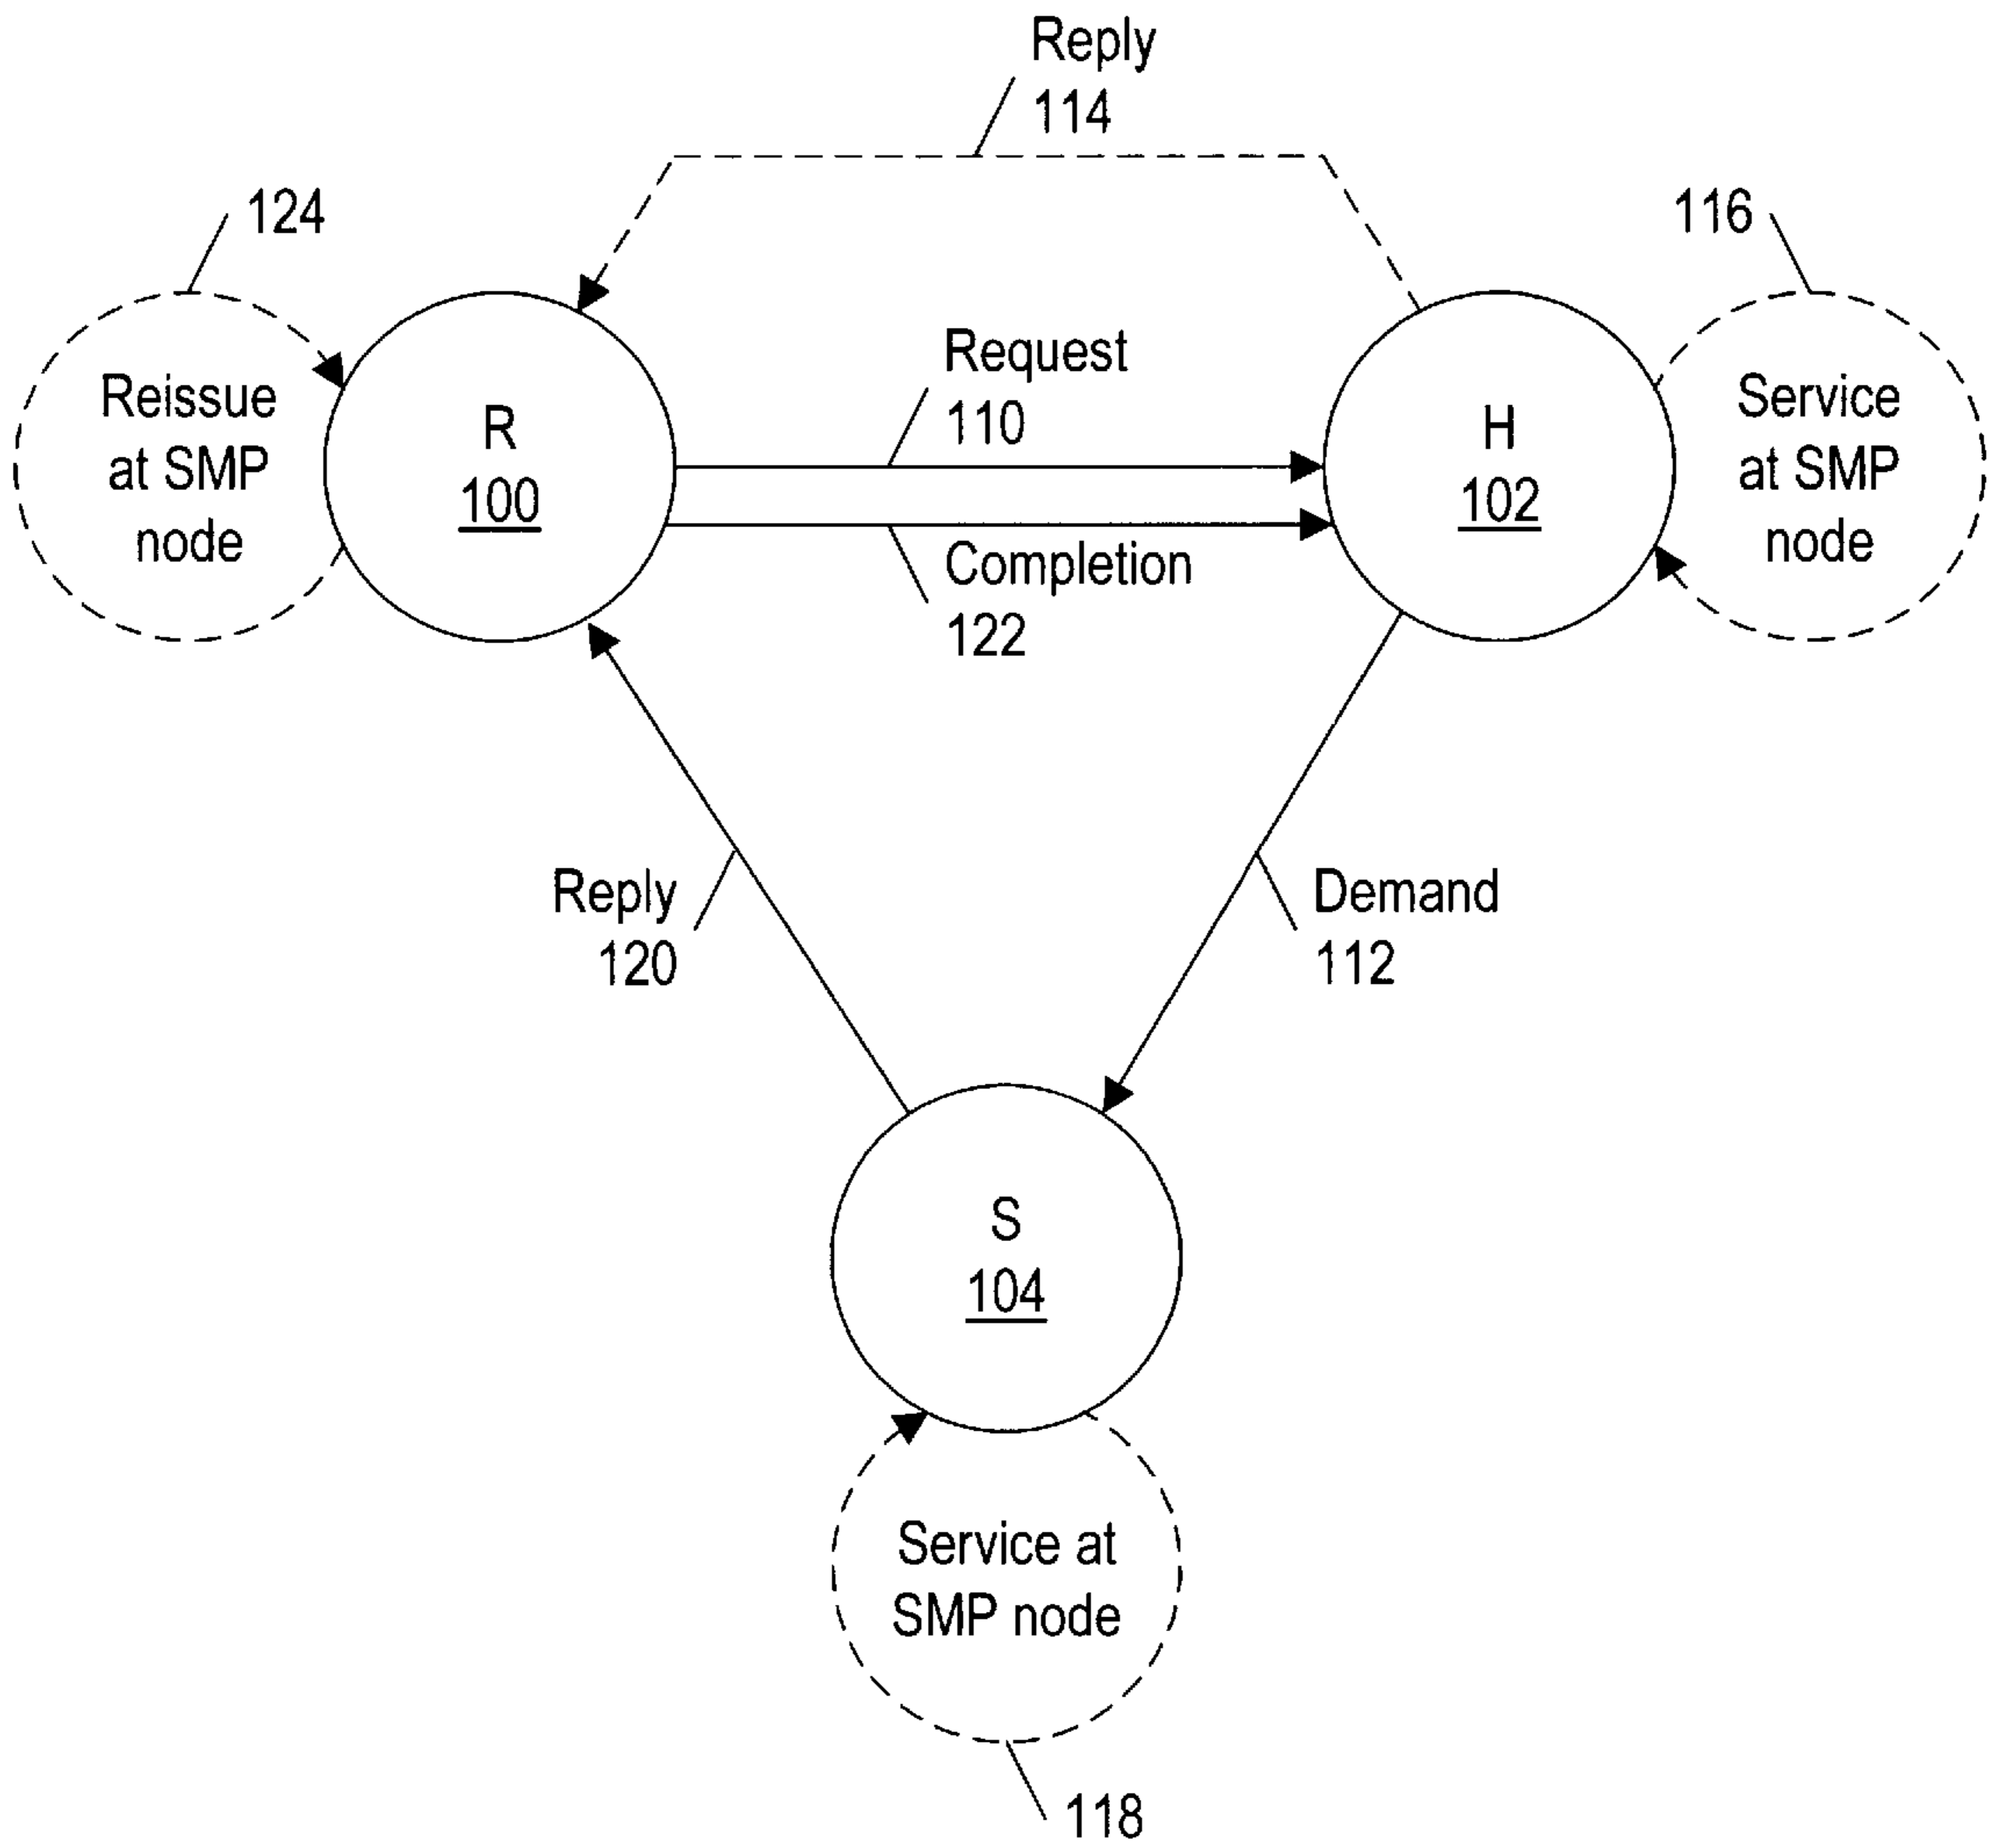 Reply
114
124
116
Request
110
Reissue
at SMP
node
R
100
H
102
Service
at SMP
node
Completion
122
Reply
120
Demand
112
S
104
Service at
SMP node
118